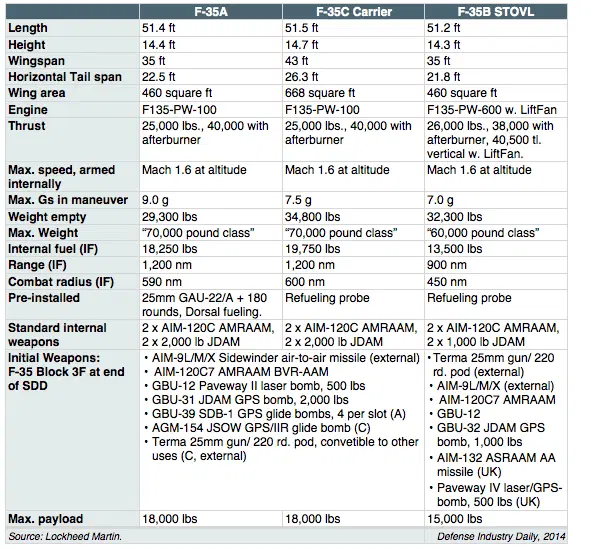 F-35A F-35C Carrier F-35B STOVL
Length 51.4 ft 51.5 ft 51.2 ft
Height 14.4 ft 14.7 ft 14.3 ft
Wingspan 35 ft 43 ft 35 ft
Horizontal Tail span 22.5 ft 26.3 ft 21.8 ft
Wing area 460 square ft 668 square ft 460 square ft
Engine F135-PW-100 F135-PW-100 F135-PW-600 w. LiftFan
Thrust 25,000 lbs., 40,000 with 25,000 lbs., 40,000 with 26,000 lbs., 38,000 with
afterburner afterburner afterburner, 40,500 tl.
vertical w. LiftFan.
Max. speed, armed Mach 1.6 at altitude Mach 1.6 at altitude Mach 1.6 at altitude
internally
Max. Gs in maneuver 9.0 g 7.5 g 7.0 g
Weight empty 29,300 lbs 34,800 lbs 32,300 lbs
Max. Weight “70,000 pound class” “70,000 pound class” “60,000 pound class”
Internal fuel (IF) 18,250 lbs 19,750 lbs 13,500 lbs
Range (IF) 1,200 nm 1,200 nm 900 nm
Combat radius (IF) 590 nm 600 nm 450 nm
Pre-installed 25mm GAU-22/A + 180 Refueling probe Refueling probe
rounds, Dorsal fueling.
Standard internal 2 x AIM-120C AMRAAM, 2 x AIM-120C AMRAAM, 2 x AIM-120C AMRAAM,
weapons 2 x 2,000 lb JDAM 2 x 2,000 lb JDAM 2 x 1,000 lb JDAM
Initial Weapons: • AIM-9L/M/X Sidewinder air-to-air missile (external) • Terma 25mm gun/ 220
F-35 Block 3F at end • AIM-120C7 AMRAAM BVR-AAM rd. pod (external)
of SDD • GBU-12 Paveway II laser bomb, 500 lbs • AIM-9L/M/X (external)
• GBU-31 JDAM GPS bomb, 2,000 lbs • AIM-120C7 AMRAAM
• GBU-39 SDB-1 GPS glide bombs, 4 per slot (A) • GBU-12
• AGM-154 JSOW GPS/IIR glide bomb (C) • GBU-32 JDAM GPS
• Terma 25mm gun/ 220 rd. pod, convetible to other bomb, 1,000 lbs
uses (C, external) • AIM-132 ASRAAM AA
missile (UK)
• Paveway IV laser/GPS-
bomb, 500 lbs (UK)
Max. payload 18,000 lbs 18,000 lbs 15,000 lbs
Source: Lockheed Martin. Defense Industry Daily, 2014